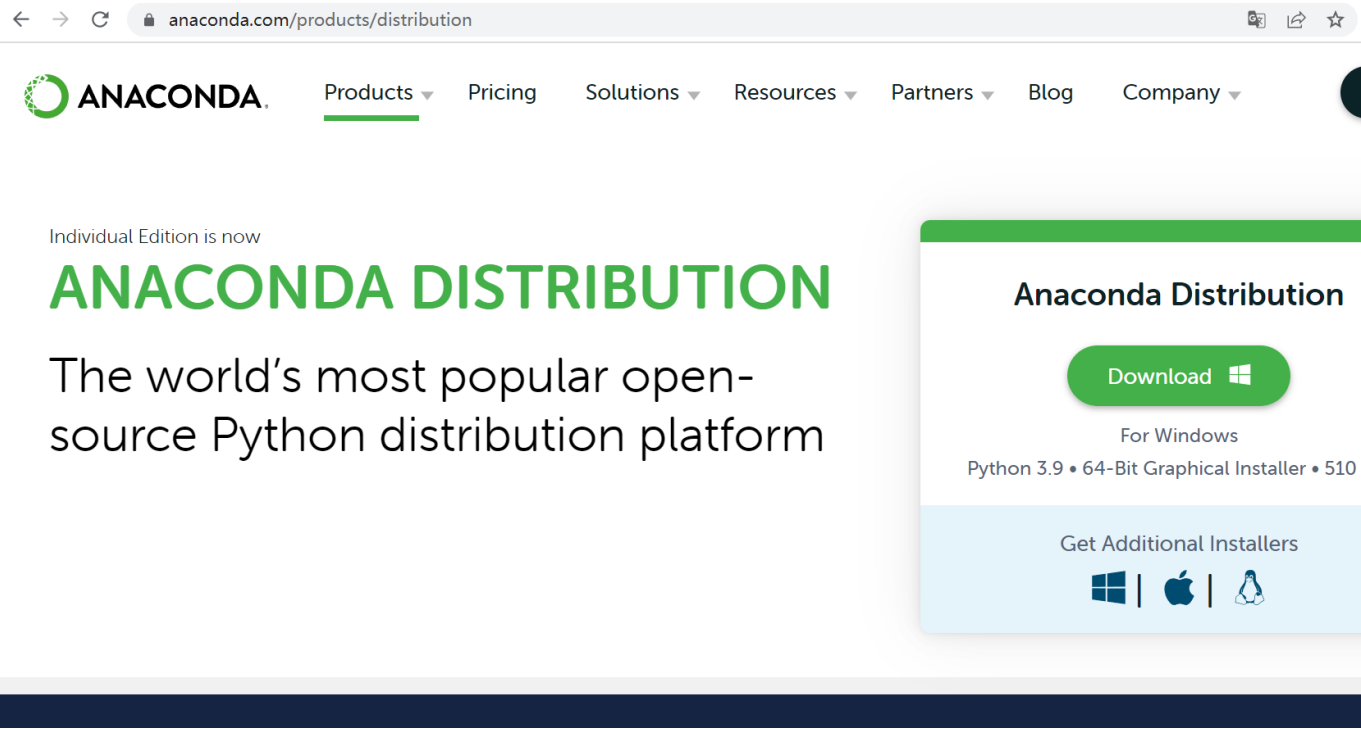 anaconda.com/products/distribution
ANACONDA.
Products Pricing Solutions Resources Partners Blog Company
Individual Edition is now
ANACONDA DISTRIBUTION
The world's most popular open-
source Python distribution platform
Anaconda Distribution
Download
For Windows
Python 3.9 • 64-Bit Graphical Installer • 510
Get Additional Installers
| |